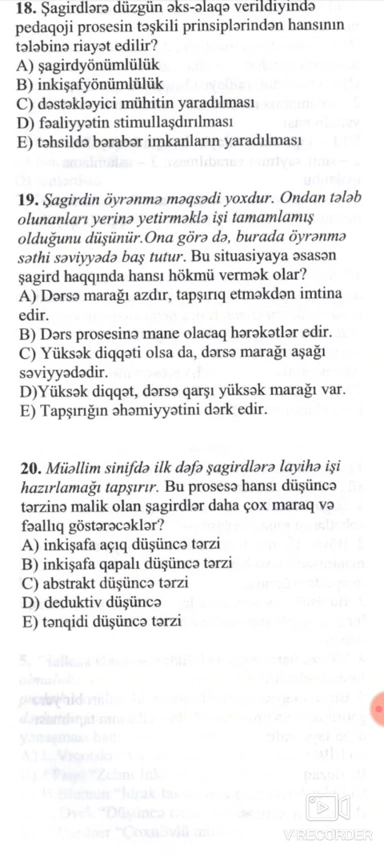 18. Şagirdlərə düzgün əks-əlaqə verildiyində
pedaqoji prosesin təşkili prinsiplərindən hansının
tələbinə riayət edilir?
A) şagirdyönümlülük
B) inkişafyönümlülük
C) dəstəkləyici mühitin yaradılması
D) fəaliyyətin stimullaşdırılması
E) təhsildə bərabər imkanların yaradılması
19. Şagirdin öyrənmə məqsədi yoxdur. Ondan tələb
olunanları yerinə yetirməklə işi tamamlamış
olduğunu düşünür.Ona görə də, burada öyrənmə
səthi səviyyədə baş tutur. Bu situasiyaya əsasən
şagird haqqında hansı hökmü vermək olar?
A) Dərsə marağı azdır, tapşırıq etməkdən imtina
edir.
B) Dərs prosesinə mane olacaq hərəkətlər edir.
C) Yüksək diqqəti olsa da, dərsə marağı aşağı
səviyyədədir.
D)Yüksək diqqət, dərsə qarşı yüksək marağı var.
E) Tapşırığın əhəmiyyətini dərk edir.
20. Müəllim sinifdə ilk dəfə şagirdlərə layihə işi
hazırlamağı tapşırır. Bu prosesə hansı düşüncə
tərzinə malik olan şagirdlər daha çox maraq və
fəallıq göstərəcəklər?
A) inkişafa açıq düşüncə tərzi
B) inkişafa qapalı düşüncə tərzi
C) abstrakt düşüncə tərzi
D) deduktiv düşüncə
E) tənqidi düşüncə tərzi
V RECORDER